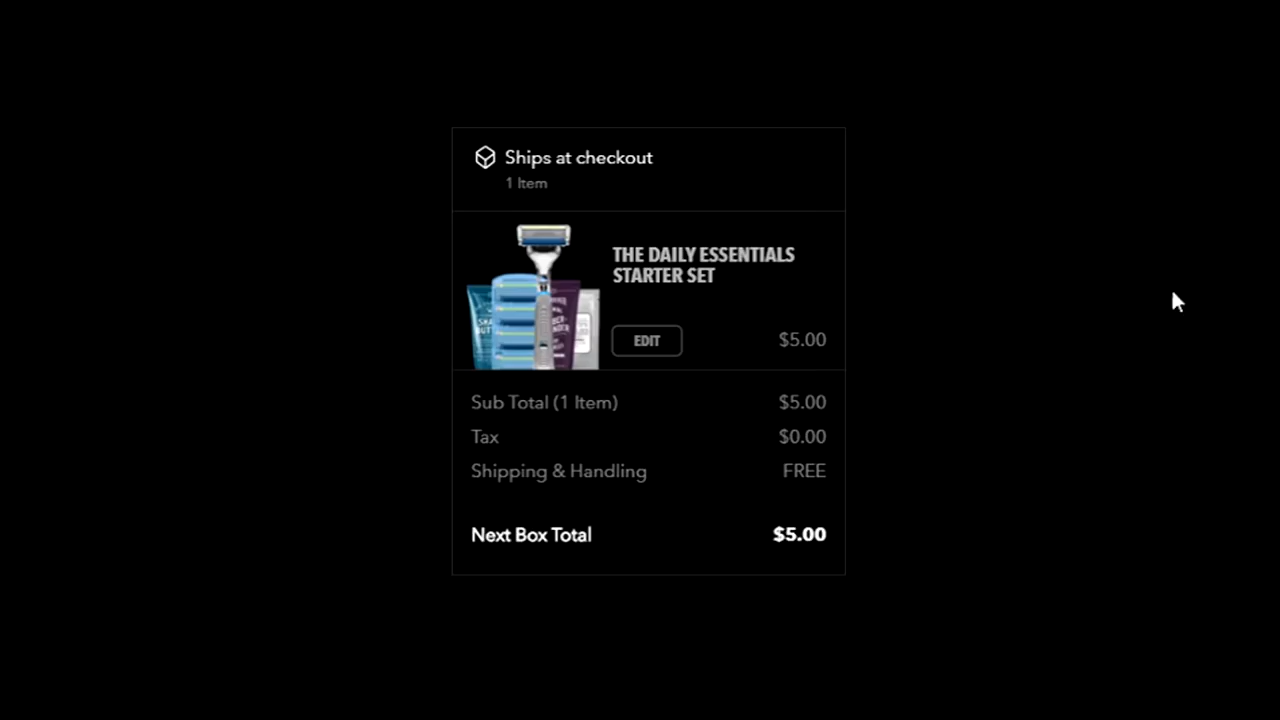 Ships at checkout
1 Item
THE DAILY ESSENTIALS
STARTER SET
EDIT
$5.00
Sub Total (1 Item) $5.00
Tax $0.00
Shipping & Handling FREE
Next Box Total $5.00